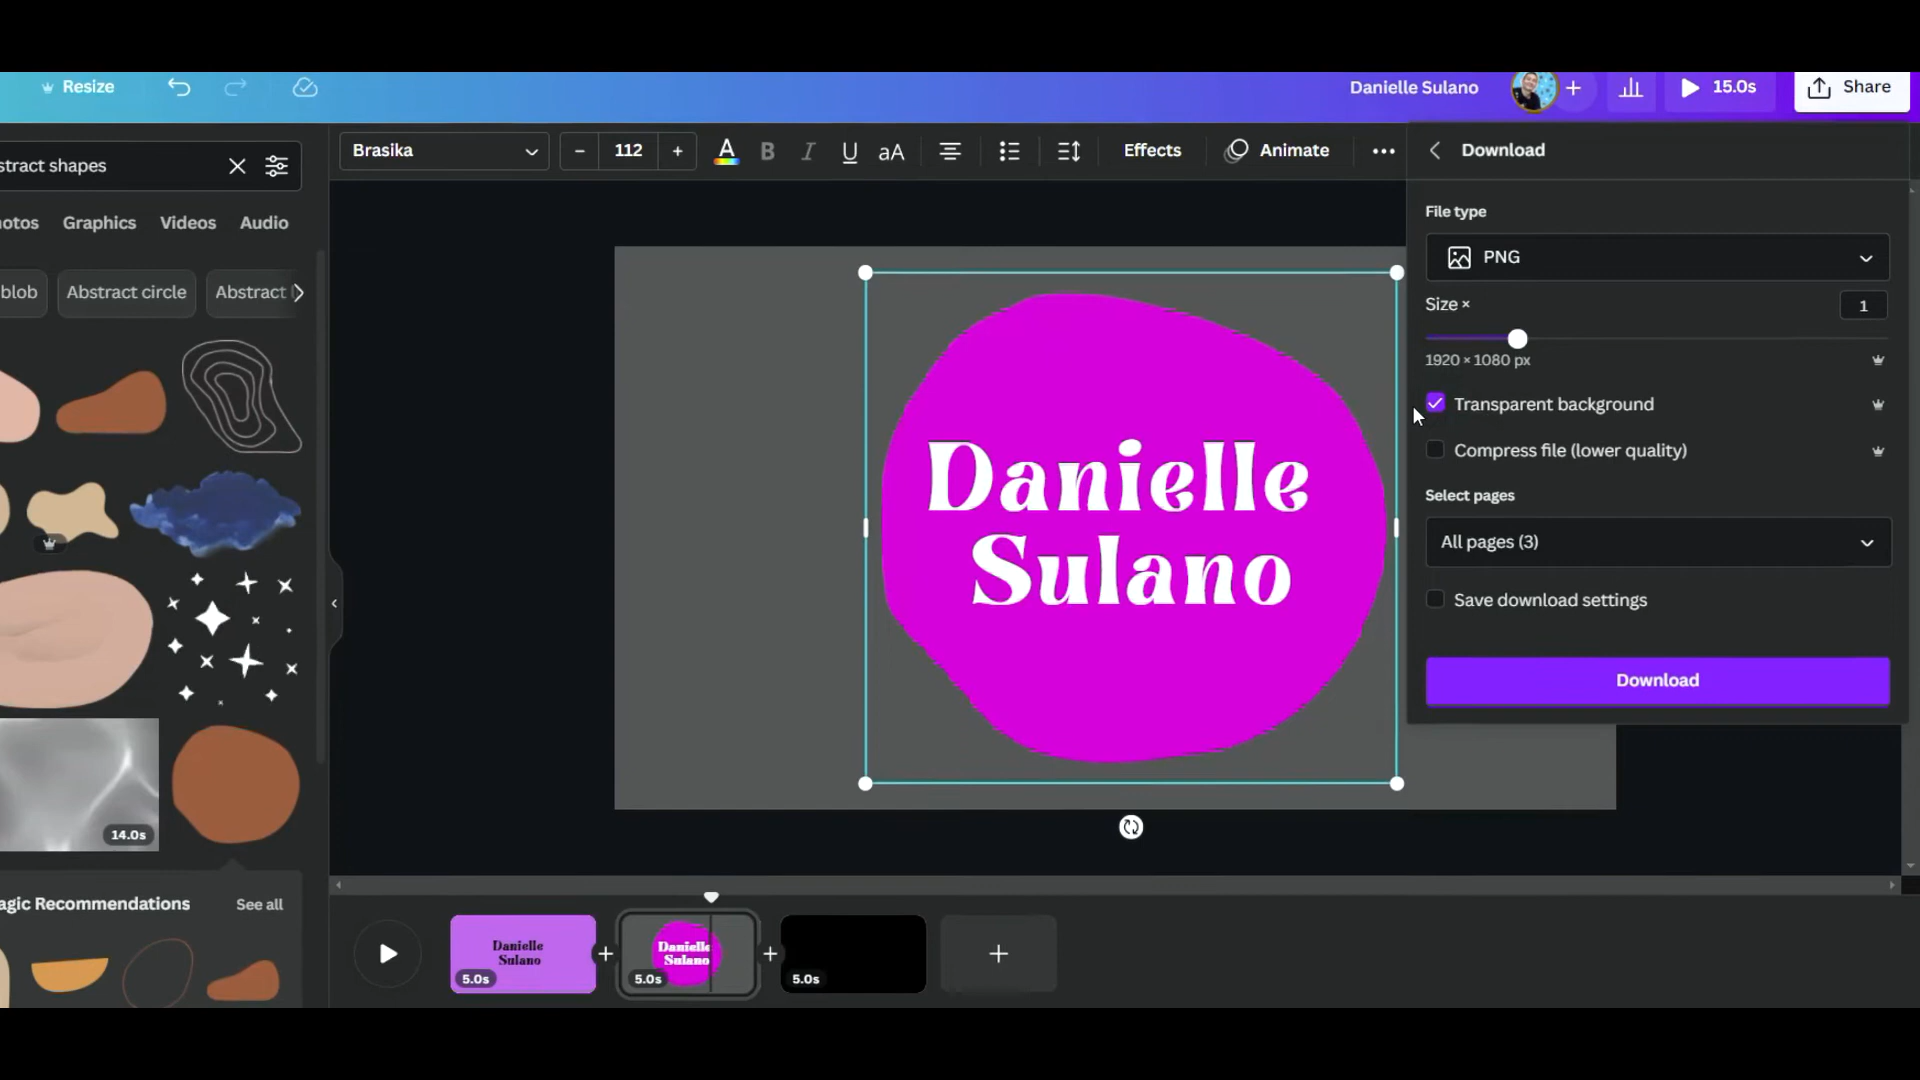 Resize
Danielle Sulano
15.0s
Share
stract shapes
Brasika
112
A
B
I
U
aA
Effects
Animate
Download
otos
Graphics
Videos
Audio
blob
Abstract circle
Abstract
File type
PNG
Size ×
1
1920 × 1080 px
Transparent background
Compress file (lower quality)
Select pages
All pages (3)
Save download settings
Download
Danielle
Sulano
14.0s
agic Recommendations
See all
Danielle
Sulano
5.0s
Danielle
Sulano
5.0s
5.0s